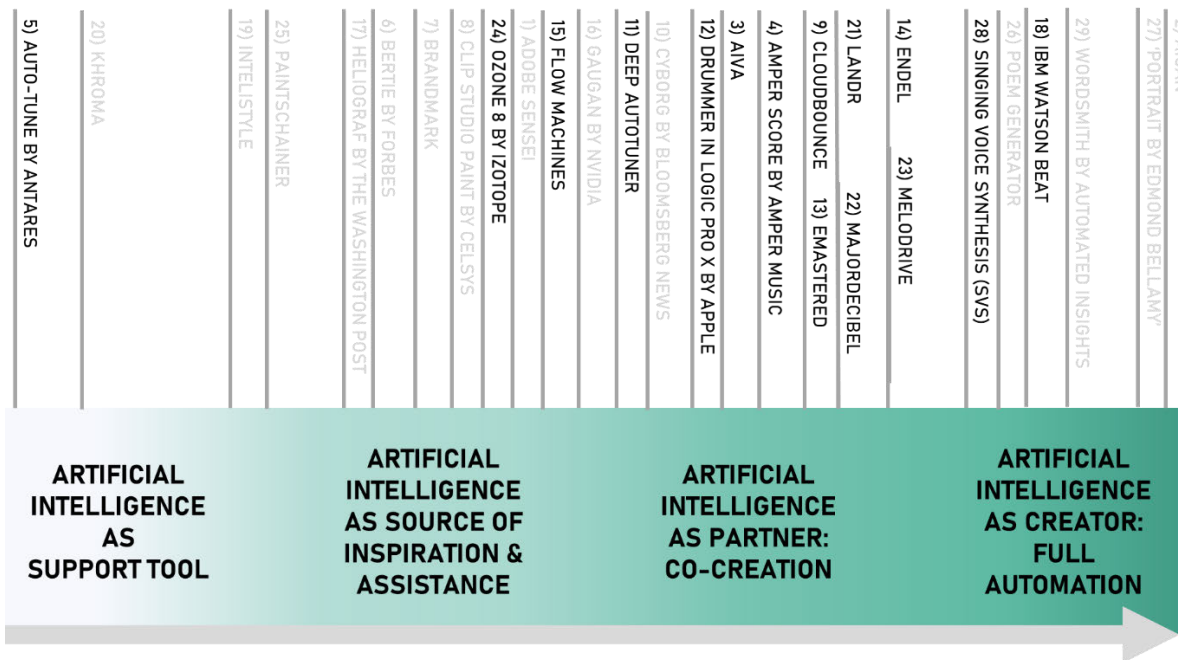 5) AUTO-TUNE BY ANTARES
20) KHROMA
19) INTELISTYLE
25) PAINTSCHAINER
17) HELIOGRAF BY THE WASHINGTON POST
6) BERTIE BY FORBES
7) BRANDMARK
8) CLIP STUDIO PAINT BY CELSYS
24) OZONE 8 BY IZOTOPE
1) ADOBE SENSEI
15) FLOW MACHINES
16) GAUGAN BY NVIDIA
11) DEEP AUTOTUNER
10) CYBORG BY BLOOMSBERG NEWS
12) DRUMMER IN LOGIC PRO X BY APPLE
3) AIVA
4) AMPER SCORE BY AMPER MUSIC
9) CLOUDBOUNCE
13) EMASTERED
21) LANDR
22) MAJORDECIBEL
14) ENDEL
23) MELODRIVE
28) SINGING VOICE SYNTHESIS (SVS)
26) POEM GENERATOR
18) IBM WATSON BEAT
29) WORDSMITH BY AUTOMATED INSIGHTS
27) 'PORTRAIT BY EDMOND BELLAMY'
ARTIFICIAL
INTELLIGENCE
AS
SUPPORT TOOL
ARTIFICIAL
INTELLIGENCE
AS SOURCE OF
INSPIRATION &
ASSISTANCE
ARTIFICIAL
INTELLIGENCE
AS PARTNER:
CO-CREATION
ARTIFICIAL
INTELLIGENCE
AS CREATOR:
FULL
AUTOMATION